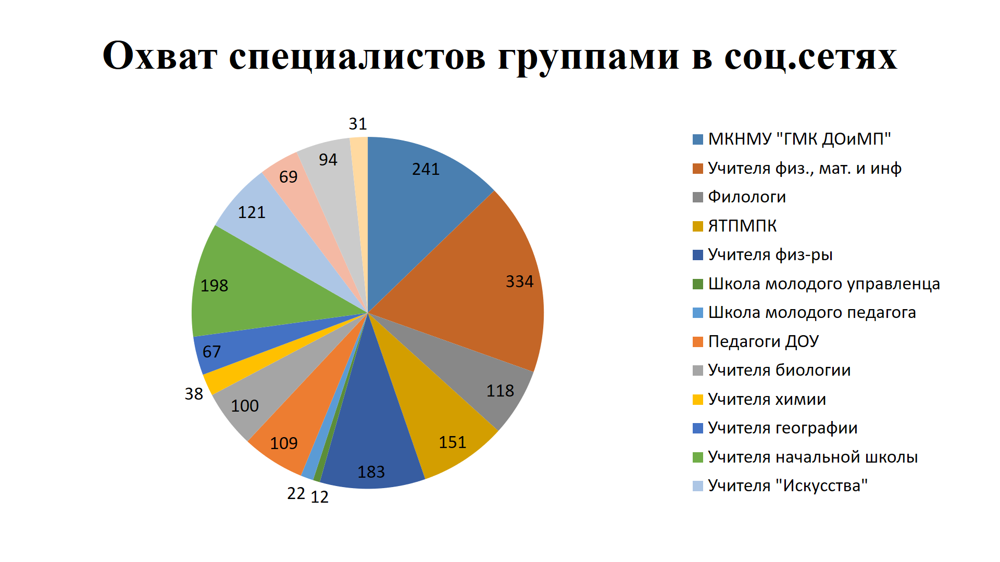 Охват специалистов группами в соц.сетях
31
241
334
118
151
183
12
22
109
100
38
67
198
121
69
94
МКНМУ "ГМК ДОиМП"
Учителя физ., мат. и инф
Филологи
ЯТПМПК
Учителя физ-ры
Школа молодого управленца
Школа молодого педагога
Педагоги ДОУ
Учителя биологии
Учителя химии
Учителя географии
Учителя начальной школы
Учителя "Искусства"